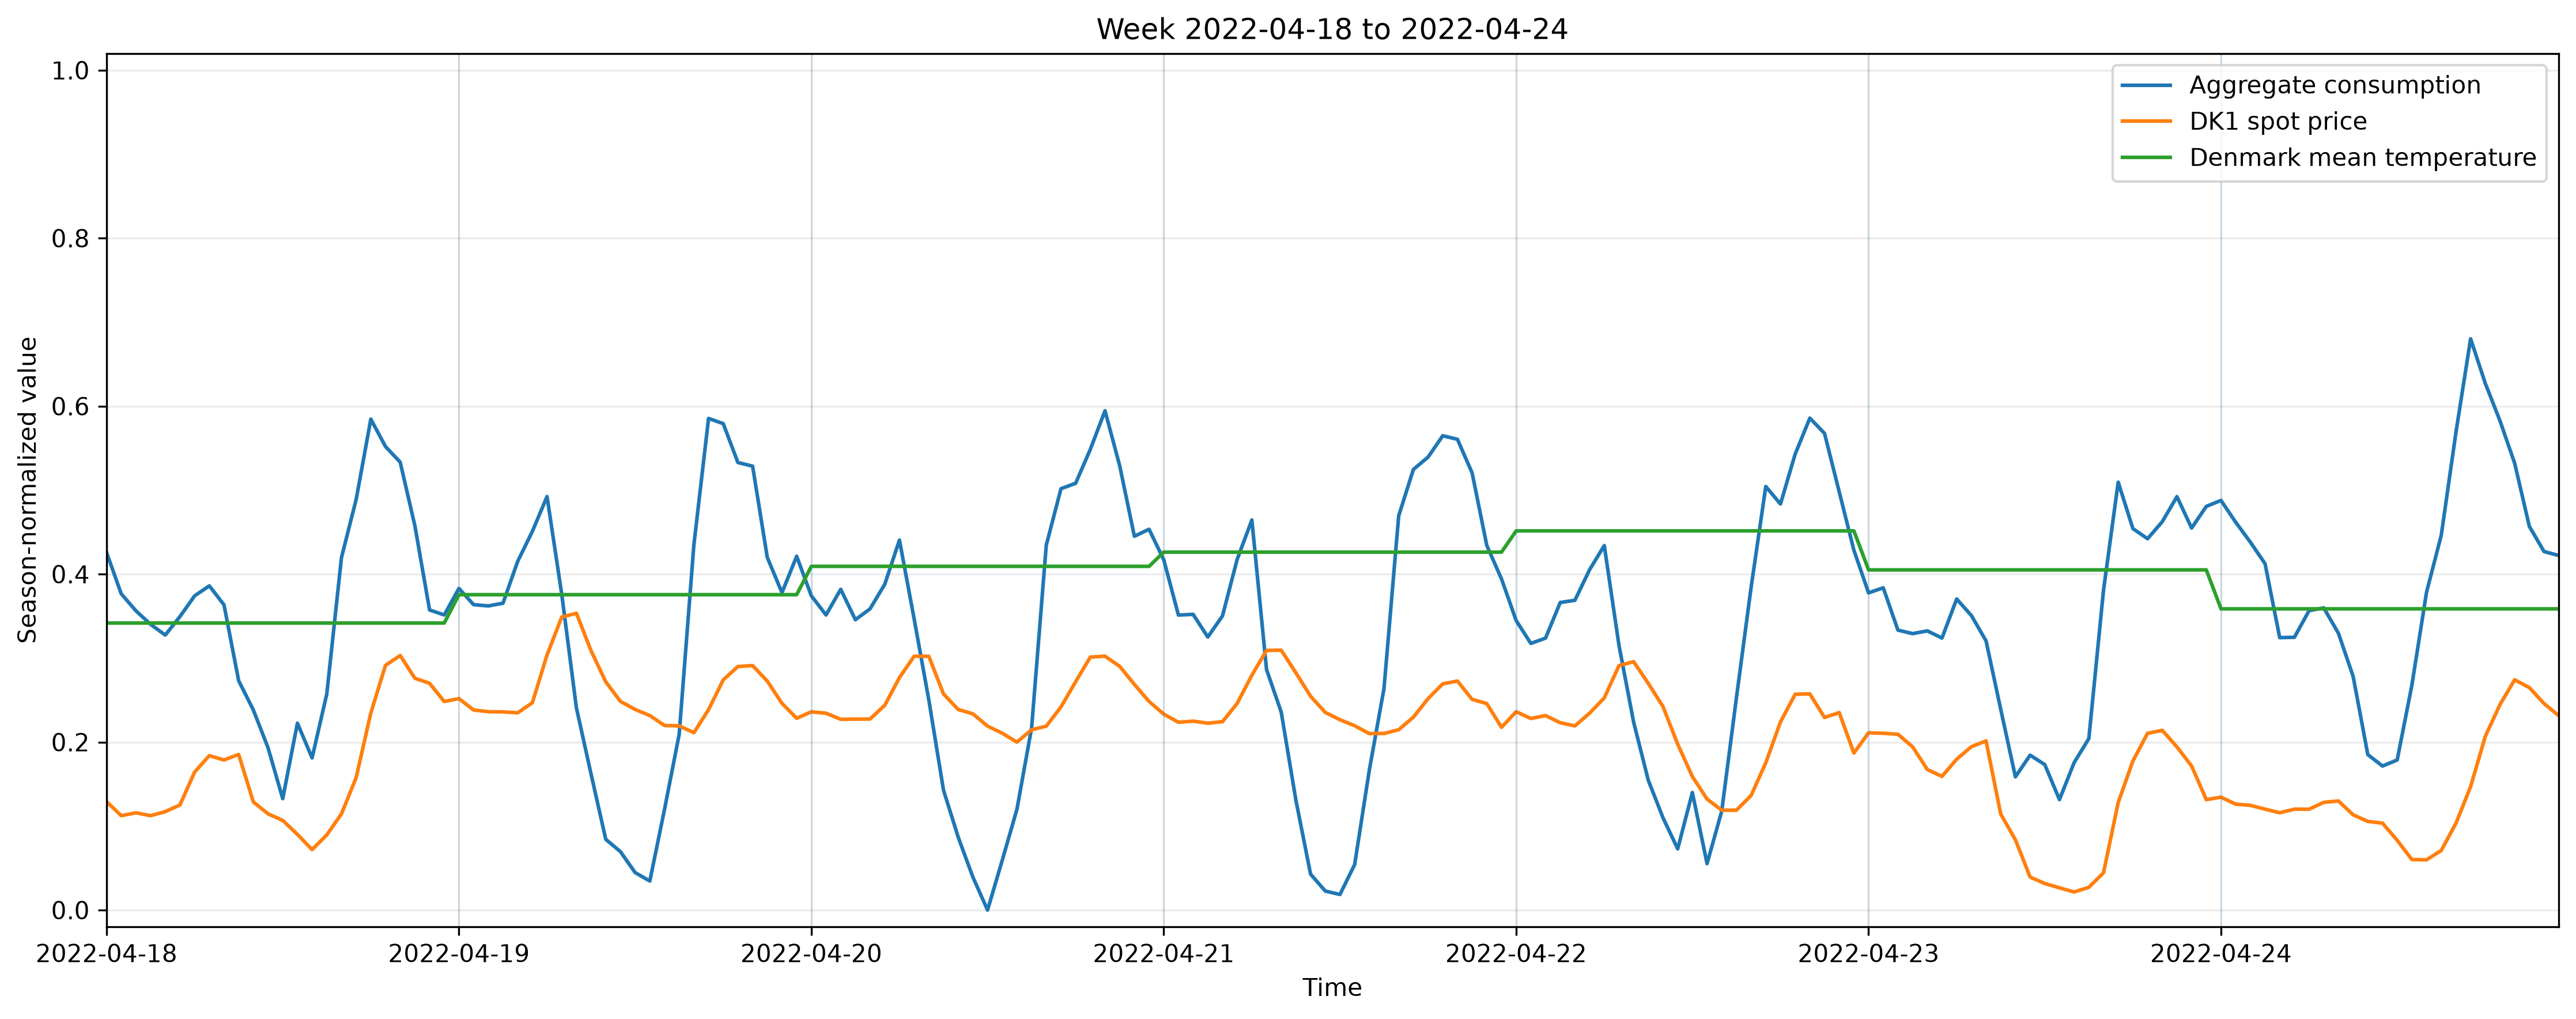 Week 2022-04-18 to 2022-04-24
Aggregate consumption
DK1 spot price
Denmark mean temperature
Season-normalized value
1.0
0.8
0.6
0.4
0.2
0.0
2022-04-18 2022-04-19 2022-04-20 2022-04-21 2022-04-22 2022-04-23 2022-04-24
Time